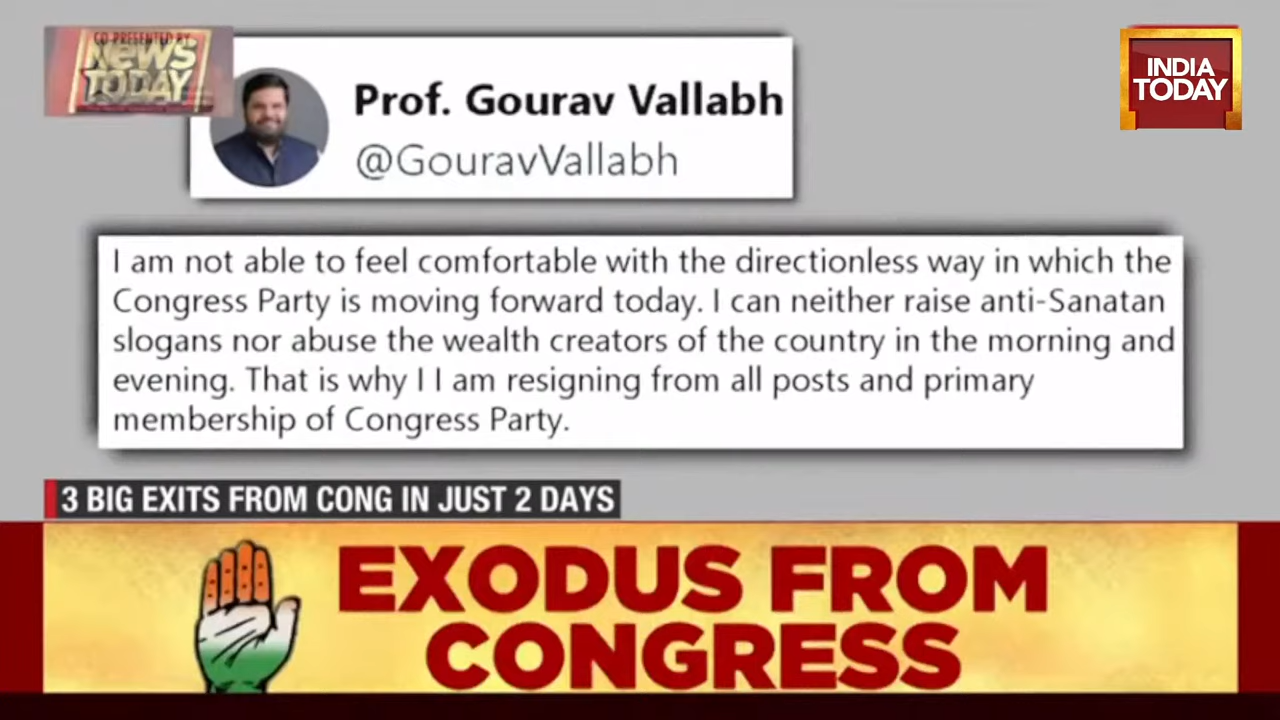 CO-PRESENTED BY
NEWS
TODAY
INDIA
TODAY
Prof. Gourav Vallabh
@GouravVallabh
I am not able to feel comfortable with the directionless way in which the
Congress Party is moving forward today. I can neither raise anti-Sanatan
slogans nor abuse the wealth creators of the country in the morning and
evening. That is why I I am resigning from all posts and primary
membership of Congress Party.
3 BIG EXITS FROM CONG IN JUST 2 DAYS
EXODUS FROM
CONGRESS